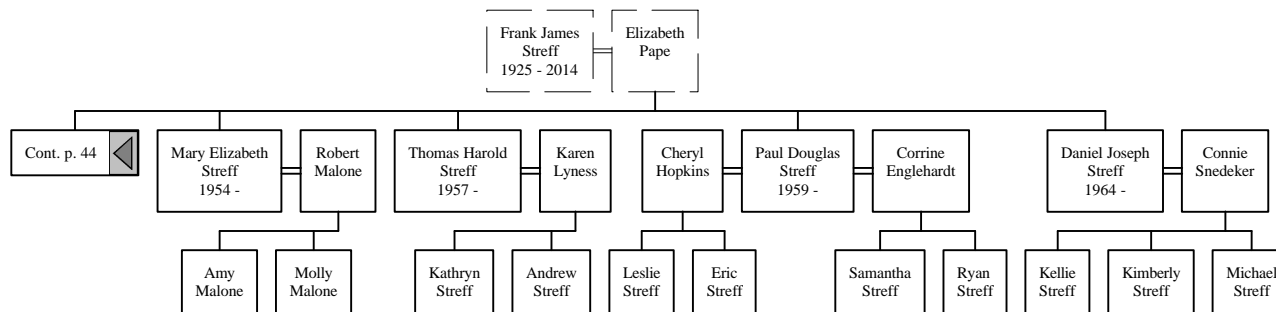 Frank James
Streff
1925 - 2014
Elizabeth
Pape
Cont. p. 44
Mary Elizabeth
Streff
1954 -
Robert
Malone
Thomas Harold
Streff
1957 -
Karen
Lyness
Cheryl
Hopkins
Paul Douglas
Streff
1959 -
Corrine
Englehardt
Daniel Joseph
Streff
1964 -
Connie
Snedeker
Amy
Malone
Molly
Malone
Kathryn
Streff
Andrew
Streff
Leslie
Streff
Eric
Streff
Samantha
Streff
Ryan
Streff
Kellie
Streff
Kimberly
Streff
Michael
Streff